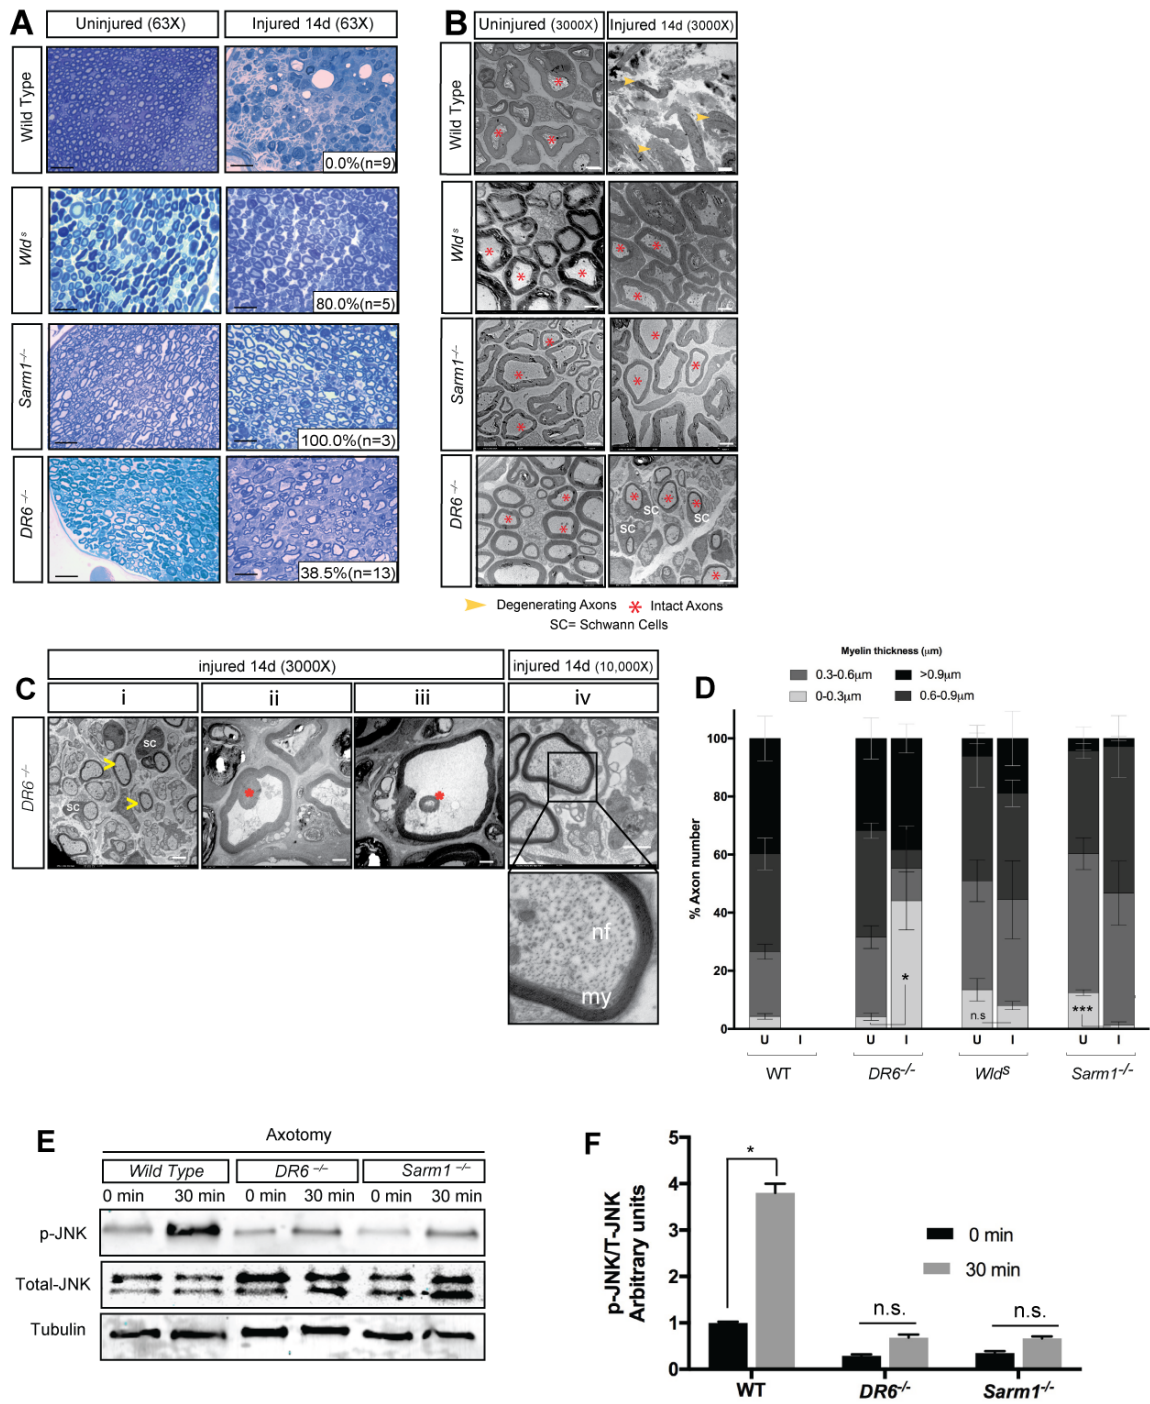 A
Uninjured (63X)
Injured 14d (63X)
Wild Type
0.0%(n=9)
Wld s
80.0%(n=5)
Sarm1 -/-
100.0%(n=3)
DR6 -/-
38.5%(n=13)
B
Uninjured (3000X)
Injured 14d (3000X)
Wild Type
Wld s
Sarm1 -/-
DR6 -/-
SC
SC
SC
Degenerating Axons
Intact Axons
SC= Schwann Cells
C
injured 14d (3000X)
injured 14d (10,000X)
i
ii
iii
iv
DR6 -/-
SC
SC
nf
my
D
Myelin thickness (μm)
0.3-0.6μm
>0.9μm
0-0.3μm
0.6-0.9μm
% Axon number
100
80
60
40
20
0
*
n.s
***
U I U I U I U I
WT DR6-/- Wlds Sarm1-/-
E
Axotomy
Wild Type DR6 -/- Sarm1 -/-
0 min 30 min 0 min 30 min 0 min 30 min
p-JNK
Total-JNK
Tubulin
F
p-JNK/T-JNK
Arbitrary units
5
4
3
2
1
0
*
n.s.
n.s.
0 min
30 min
WT DR6-/- Sarm1-/-